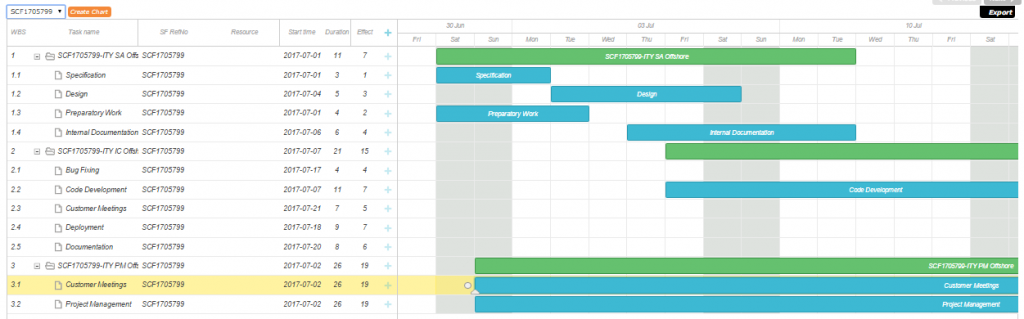 SCF1705799 Create Chart Export
WBS Task name SF RefNo Resource Start time Duration Effect
30 Jun 03 Jul 10 Jul
Fri Sat Sun Mon Tue Wed Thu Fri Sat Sun Mon Tue Wed Thu Fri Sat
1 SCF1705799-ITY SA Offs SCF1705799 2017-07-01 11 7 SCF1705799-ITY SA Offshore
1.1 Specification SCF1705799 2017-07-01 3 1 Specification
1.2 Design SCF1705799 2017-07-04 5 3 Design
1.3 Preparatory Work SCF1705799 2017-07-01 4 2 Preparatory Work
1.4 Internal Documentation SCF1705799 2017-07-06 6 4 Internal Documentation
2 SCF1705799-ITY IC Offs SCF1705799 2017-07-07 21 15
2.1 Bug Fixing SCF1705799 2017-07-17 4 4
2.2 Code Development SCF1705799 2017-07-07 11 7 Code Development
2.3 Customer Meetings SCF1705799 2017-07-21 7 5
2.4 Deployment SCF1705799 2017-07-18 9 7
2.5 Documentation SCF1705799 2017-07-20 8 6
3 SCF1705799-ITY PM Offs SCF1705799 2017-07-02 26 19 SCF1705799-ITY PM Offshore
3.1 Customer Meetings SCF1705799 2017-07-02 26 19 Customer Meetings
3.2 Project Management SCF1705799 2017-07-02 26 19 Project Management